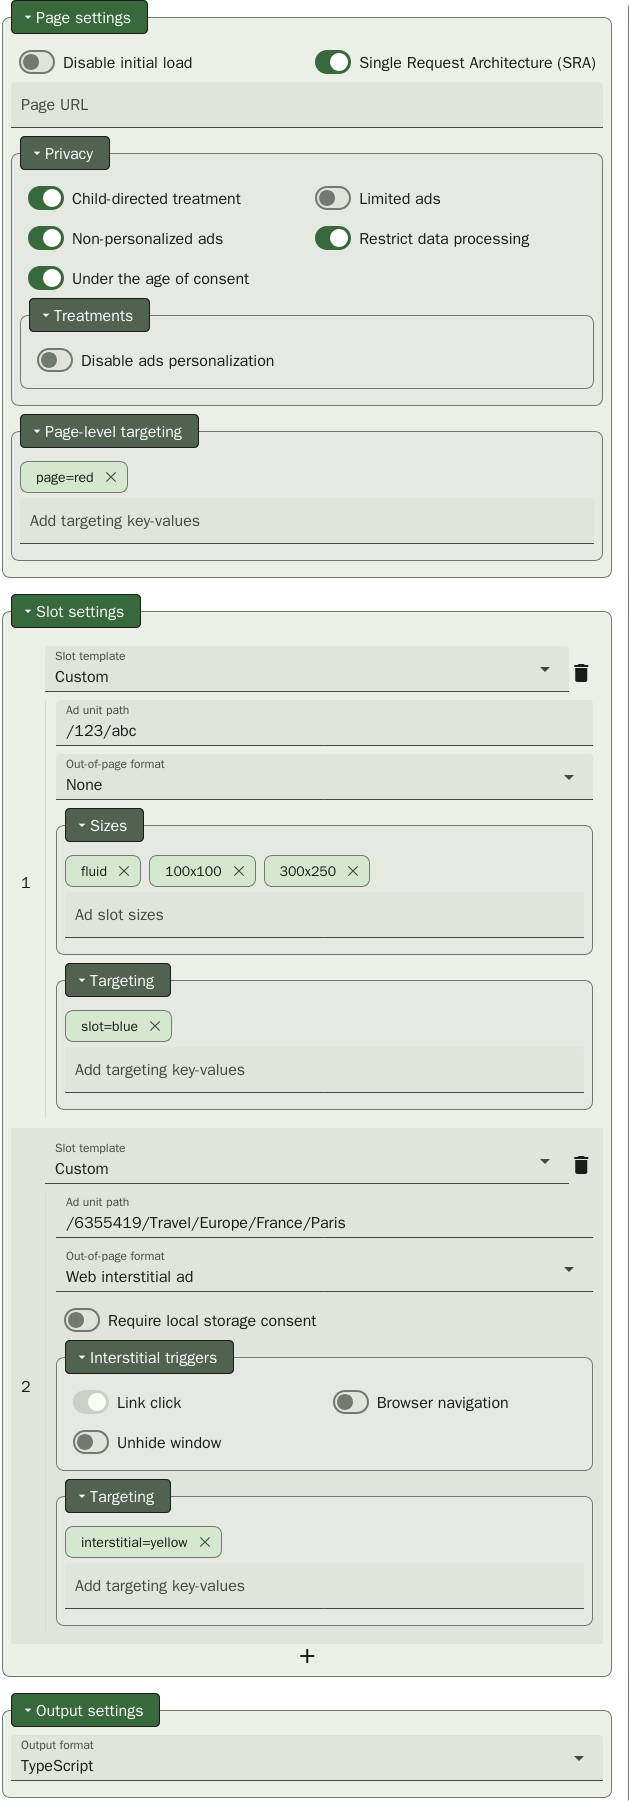 Page settings
Disable initial load
Single Request Architecture (SRA)
Page URL
Privacy
Child-directed treatment
Limited ads
Non-personalized ads
Restrict data processing
Under the age of consent
Treatments
Disable ads personalization
Page-level targeting
page=red
Add targeting key-values
Slot settings
Slot template
Custom
Ad unit path
/123/abc
Out-of-page format
None
Sizes
fluid
100x100
300x250
1
Ad slot sizes
Targeting
slot=blue
Add targeting key-values
Slot template
Custom
Ad unit path
/6355419/Travel/Europe/France/Paris
Out-of-page format
Web interstitial ad
Require local storage consent
Interstitial triggers
2
Link click
Browser navigation
Unhide window
Targeting
interstitial=yellow
Add targeting key-values
+
Output settings
Output format
TypeScript